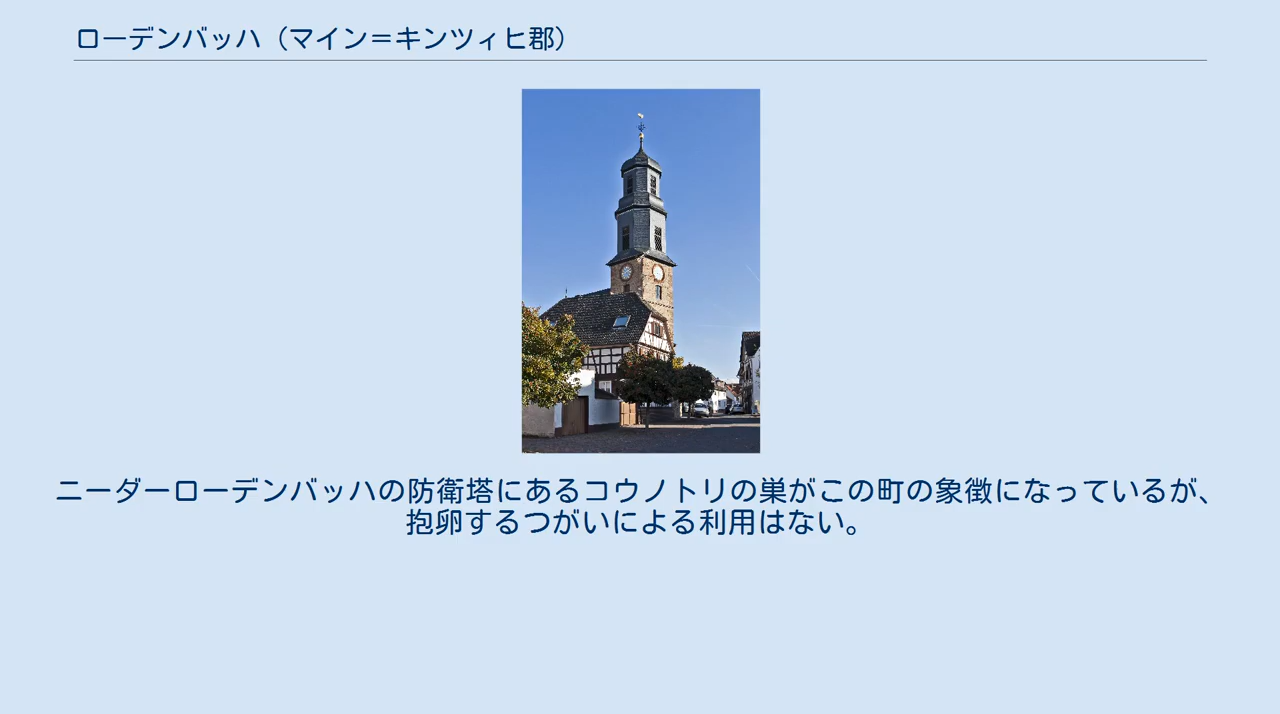 ローデンバッハ（マイン＝キンツィヒ郡）
ニーダーローデンバッハの防衛塔にあるコウノトリの巣がこの町の象徴になっているが、
抱卵するつがいによる利用はない。